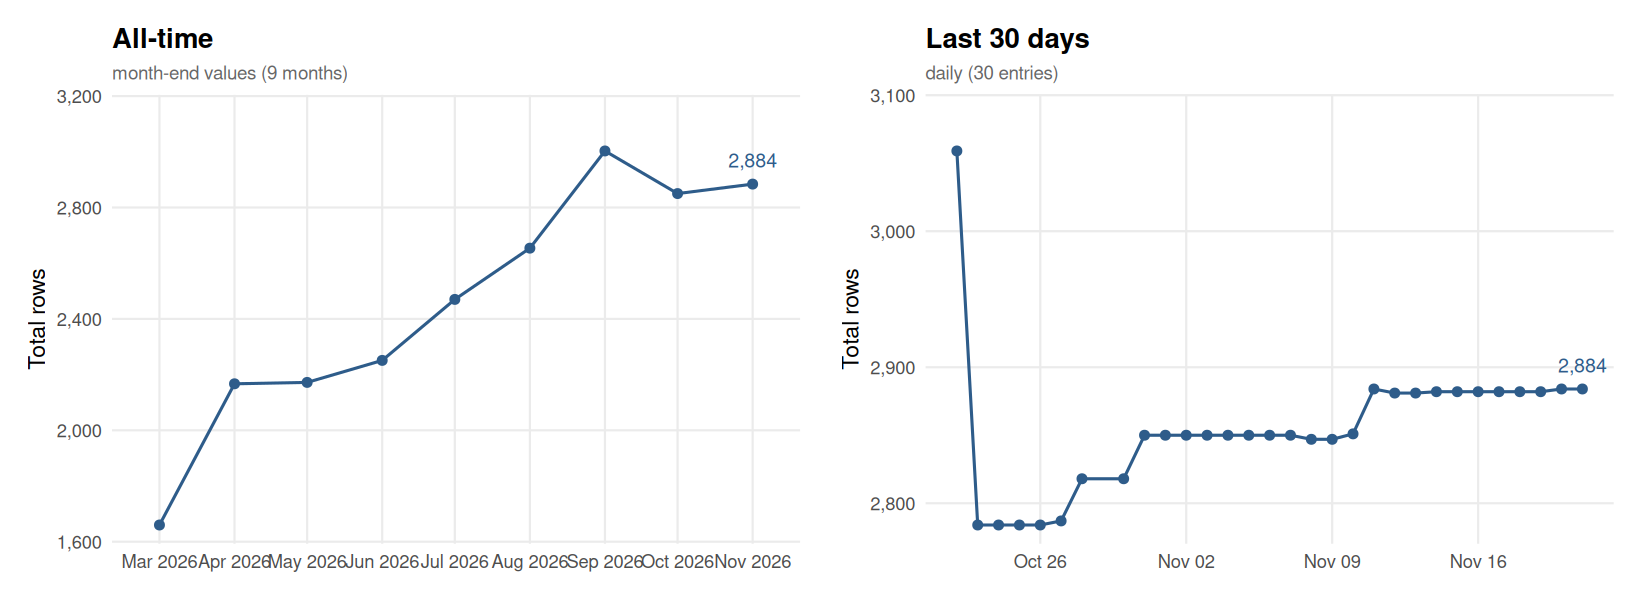 All-time
month-end values (9 months)
3,200
2,800
2,400
2,000
1,600
Total rows
2,884
Mar 2026 Apr 2026 May 2026 Jun 2026 Jul 2026 Aug 2026 Sep 2026 Oct 2026 Nov 2026
Last 30 days
daily (30 entries)
3,100
3,000
2,900
2,800
Total rows
2,884
Oct 26 Nov 02 Nov 09 Nov 16